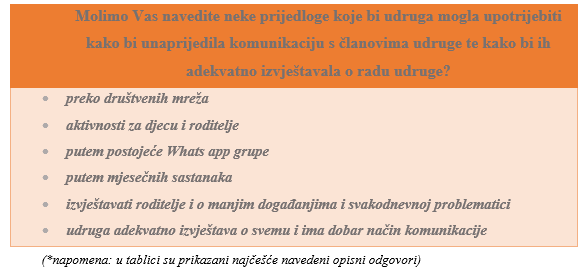 Molimo Vas navedite neke prijedloge koje bi udruga mogla upotrijebiti
kako bi unaprijedila komunikaciju s članovima udruge te kako bi ih
adekvatno izvještavala o radu udruge?
• preko društvenih mreža
• aktivnosti za djecu i roditelje
• putem postojeće Whats app grupe
• putem mjesečnih sastanaka
• izvještavati roditelje i o manjim događanjima i svakodnevnoj problematici
• udruga adekvatno izvještava o svemu i ima dobar način komunikacije
(*napomena: u tablici su prikazani najčešće navedeni opisni odgovori)